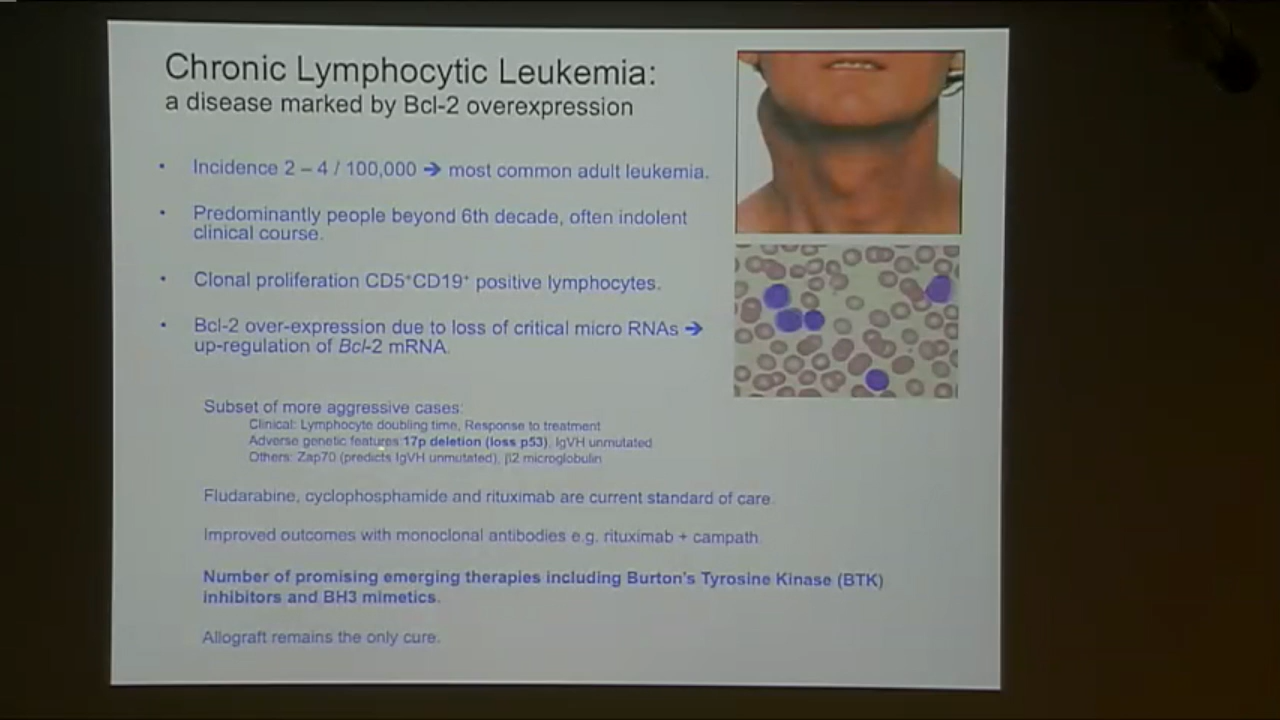 Chronic Lymphocytic Leukemia:
a disease marked by Bcl-2 overexpression
• Incidence 2 – 4 / 100,000 ➔ most common adult leukemia.
• Predominantly people beyond 6th decade, often indolent
clinical course.
• Clonal proliferation CD5⁺CD19⁺ positive lymphocytes.
• Bcl-2 over-expression due to loss of critical micro RNAs ➔
up-regulation of Bcl-2 mRNA.
Subset of more aggressive cases:
Clinical: Lymphocyte doubling time, Response to treatment
Adverse genetic features:17p deletion (loss p53), IgVH unmutated
Others: Zap70 (predicts IgVH unmutated), β2 microglobulin
Fludarabine, cyclophosphamide and rituximab are current standard of care.
Improved outcomes with monoclonal antibodies e.g. rituximab + campath
Number of promising emerging therapies including Burton's Tyrosine Kinase (BTK)
inhibitors and BH3 mimetics.
Allograft remains the only cure.